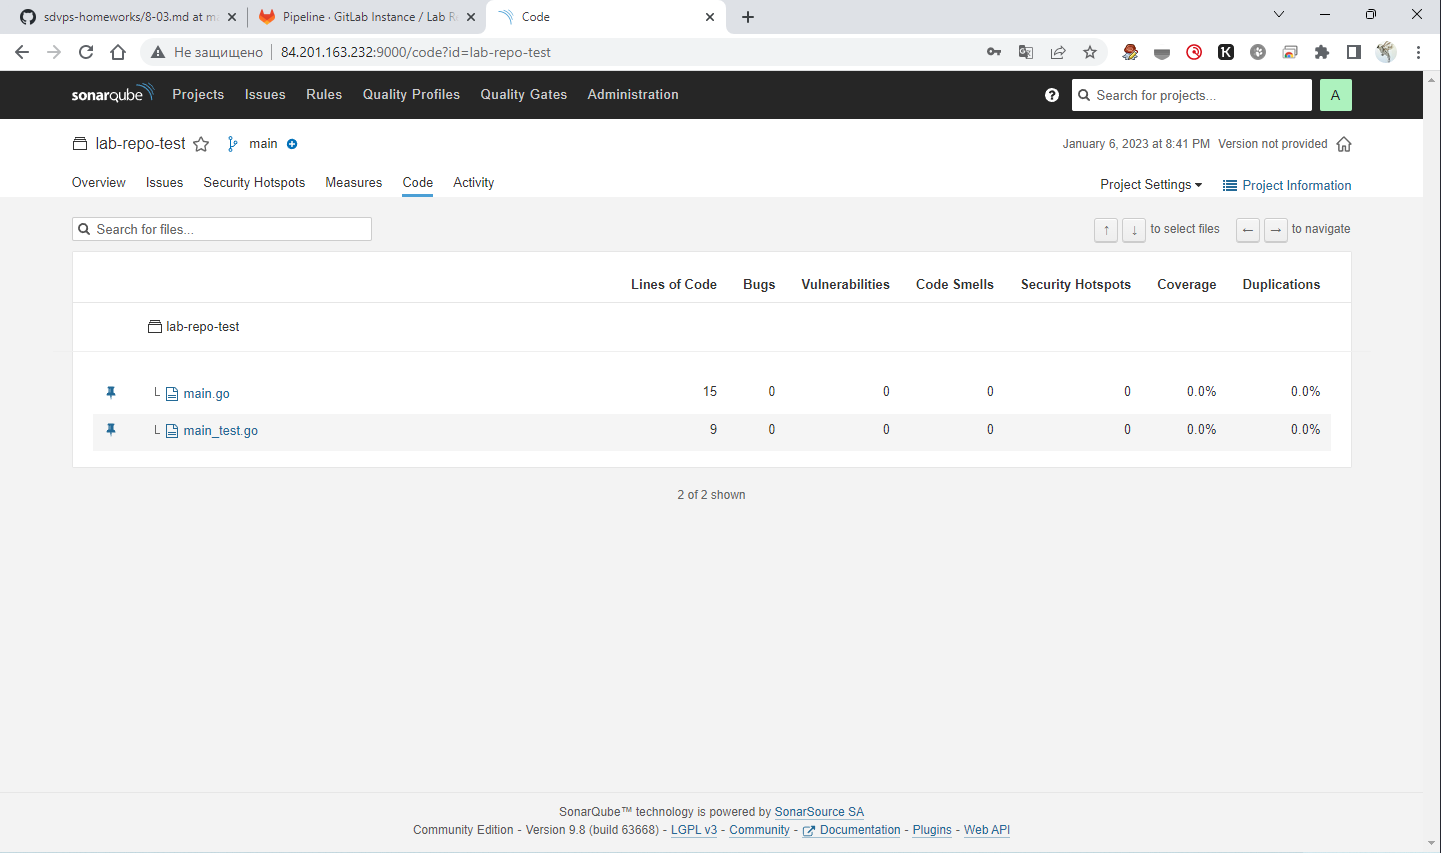 sdvps-homeworks/8-03.md at ma
Pipeline · GitLab Instance / Lab Re
Code
Не защищено 84.201.163.232:9000/code?id=lab-repo-test
sonarqube Projects Issues Rules Quality Profiles Quality Gates Administration Search for projects... A
lab-repo-test main January 6, 2023 at 8:41 PM Version not provided
Overview Issues Security Hotspots Measures Code Activity Project Settings Project Information
Search for files... ↑ ↓ to select files ← → to navigate
Lines of Code Bugs Vulnerabilities Code Smells Security Hotspots Coverage Duplications
lab-repo-test
main.go 15 0 0 0 0 0.0% 0.0%
main_test.go 9 0 0 0 0 0.0% 0.0%
2 of 2 shown
SonarQube™ technology is powered by SonarSource SA
Community Edition - Version 9.8 (build 63668) - LGPL v3 - Community - Documentation - Plugins - Web API